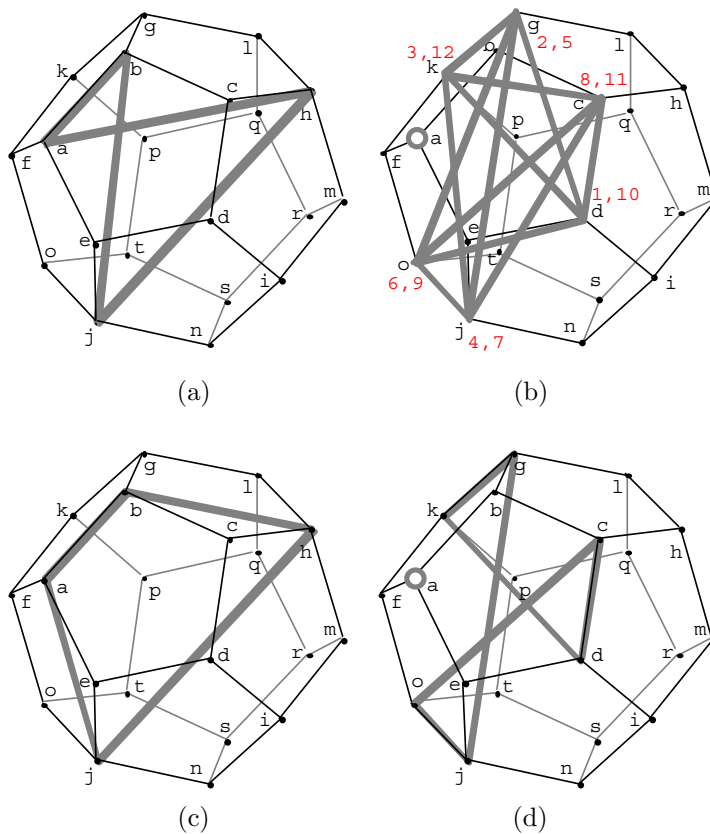 g
l
k
b
c
h
q
f
a
p
m
r
e
d
o
t
i
s
j
n
(a)
g
3,12
2,5
l
b
k
8,11
c
h
p
q
f
a
m
r
1,10
d
e
o
t
i
6,9
s
j
4,7
n
(b)
g
l
k
b
c
h
q
f
a
p
m
r
d
e
o
t
i
s
j
n
(c)
g
l
k
b
c
h
p
q
f
a
m
r
d
e
o
t
i
s
j
n
(d)